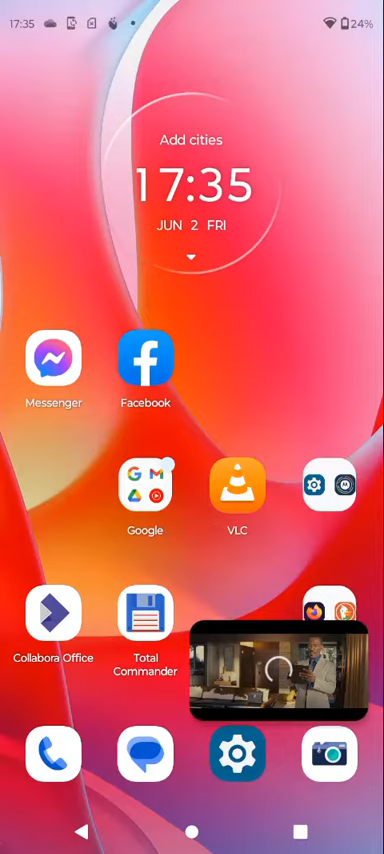 17:35
24%
Add cities
17:35
JUN 2 FRI
Messenger
Facebook
Google
VLC
Collabora Office
Total
Commander